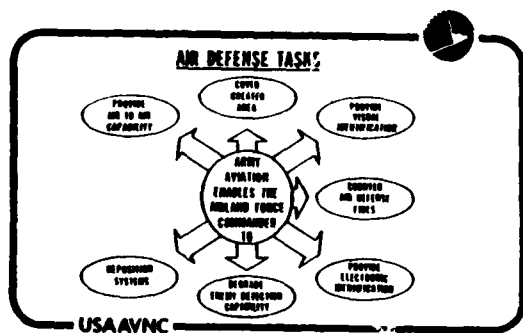 AIR DEFENSE TASKS
COVER
GREATER
AREA
PROVIDE
AIR TO AIR
CAPABILITY
PROVIDE
VISUAL
IDENTIFICATION
ARMY
AVIATION
ENABLES THE
AIRLAND FORCE
COMMANDER
TO
AIR DEFENSE
FIRES
REPOSITION
SYSTEMS
DEGRADE
ENEMY DETECTION
CAPABILITY
PROVIDE
ELECTRONIC
IDENTIFICATION
USAAVNC